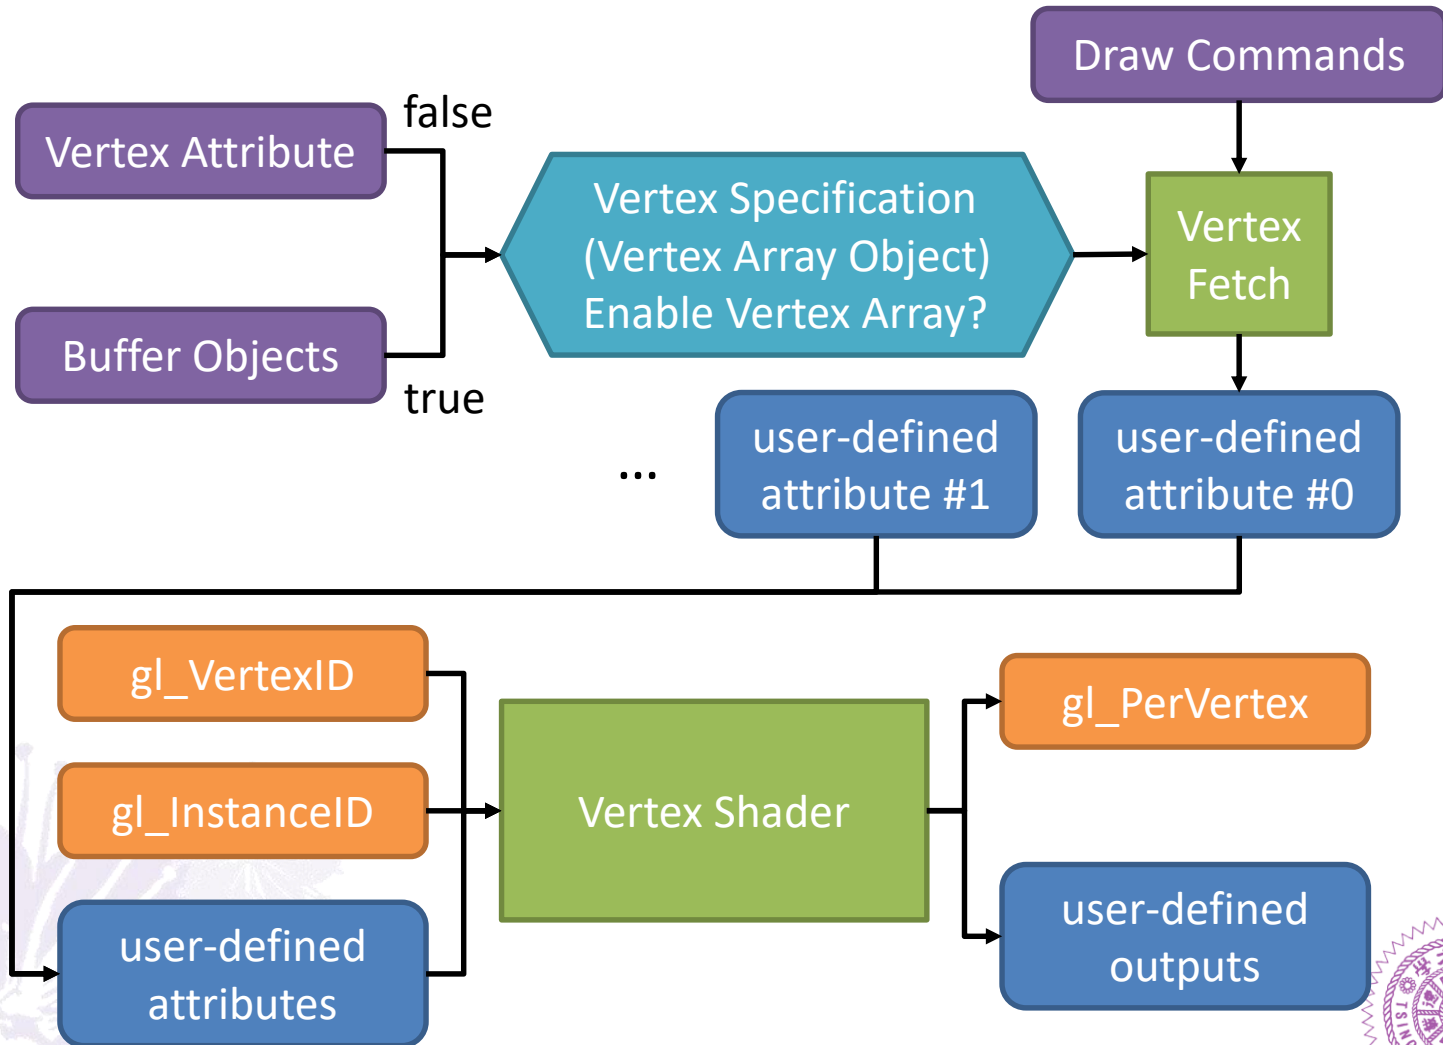 Draw Commands
false
Vertex Attribute
Vertex Specification
(Vertex Array Object)
Enable Vertex Array?
Vertex
Fetch
Buffer Objects
true
...
user-defined
attribute #1
user-defined
attribute #0
gl_VertexID
gl_InstanceID
user-defined
attributes
Vertex Shader
gl_PerVertex
user-defined
outputs